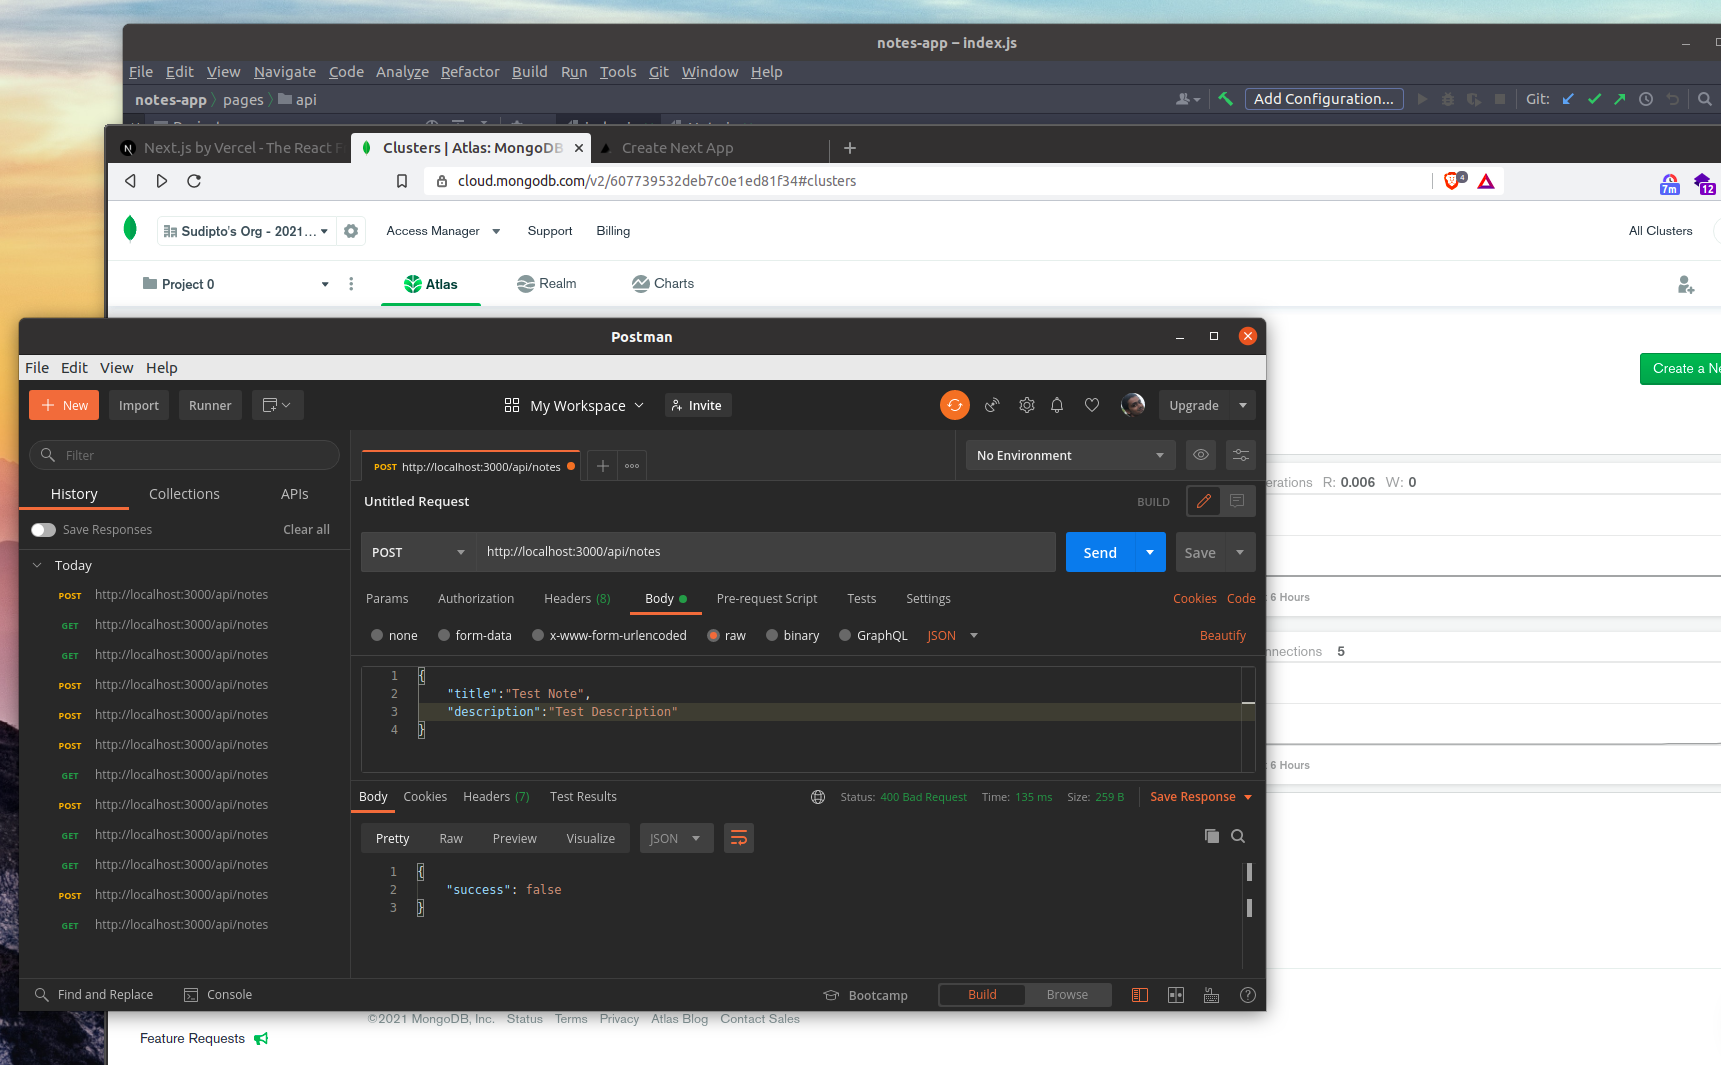 notes-app – index.js
File Edit View Navigate Code Analyze Refactor Build Run Tools Git Window Help
notes-app pages api
Add Configuration...
Git:
Next.js by Vercel - The React F
Clusters | Atlas: MongoDB
Create Next App
cloud.mongodb.com/v2/607739532deb7c0e1ed81f34#clusters
4
7m
12
Sudipto's Org - 2021...
Access Manager
Support
Billing
All Clusters
Project 0
Atlas
Realm
Charts
Create a Ne
erations R: 0.006 W: 0
6 Hours
nnections 5
6 Hours
Postman
File Edit View Help
New
Import
Runner
My Workspace
Invite
Upgrade
Filter
History
Collections
APIs
Save Responses
Clear all
Today
POST http://localhost:3000/api/notes
GET http://localhost:3000/api/notes
GET http://localhost:3000/api/notes
POST http://localhost:3000/api/notes
POST http://localhost:3000/api/notes
POST http://localhost:3000/api/notes
GET http://localhost:3000/api/notes
POST http://localhost:3000/api/notes
GET http://localhost:3000/api/notes
GET http://localhost:3000/api/notes
POST http://localhost:3000/api/notes
GET http://localhost:3000/api/notes
POST http://localhost:3000/api/notes
No Environment
Untitled Request
BUILD
POST
http://localhost:3000/api/notes
Send
Save
Params Authorization Headers (8) Body Pre-request Script Tests Settings
Cookies Code
none form-data x-www-form-urlencoded raw binary GraphQL JSON
Beautify
1 {
2 "title":"Test Note",
3 "description":"Test Description"
4 }
Body Cookies Headers (7) Test Results
Status: 400 Bad Request Time: 135 ms Size: 259 B
Save Response
Pretty Raw Preview Visualize JSON
1 {
2 "success": false
3 }
Find and Replace
Console
Bootcamp
Build
Browse
©2021 MongoDB, Inc. Status Terms Privacy Atlas Blog Contact Sales
Feature Requests